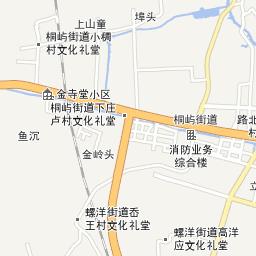 上山童
埠头
桐屿街道小稠
村文化礼堂
金寺堂小区
桐屿街道下庄
卢村文化礼堂
桐屿街道
路北
鱼沉
金岭头
消防业务
综合楼
立
螺洋街道岙
王村文化礼堂
螺洋街道高洋
应文化礼堂